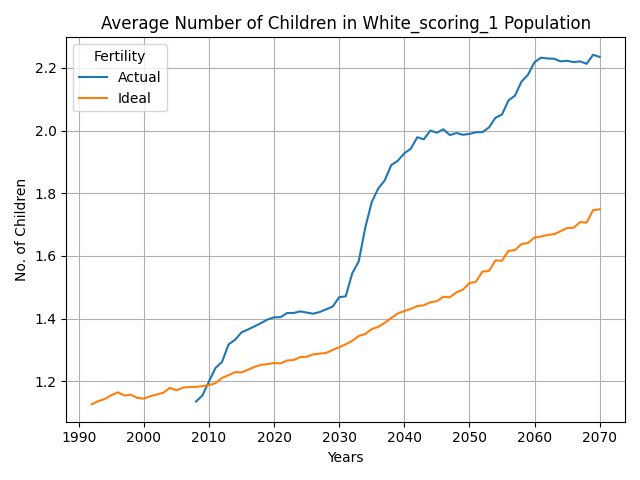 Average Number of Children in White_scoring_1 Population
Fertility
Actual
Ideal
No. of Children
2.2
2.0
1.8
1.6
1.4
1.2
1990 2000 2010 2020 2030 2040 2050 2060 2070
Years